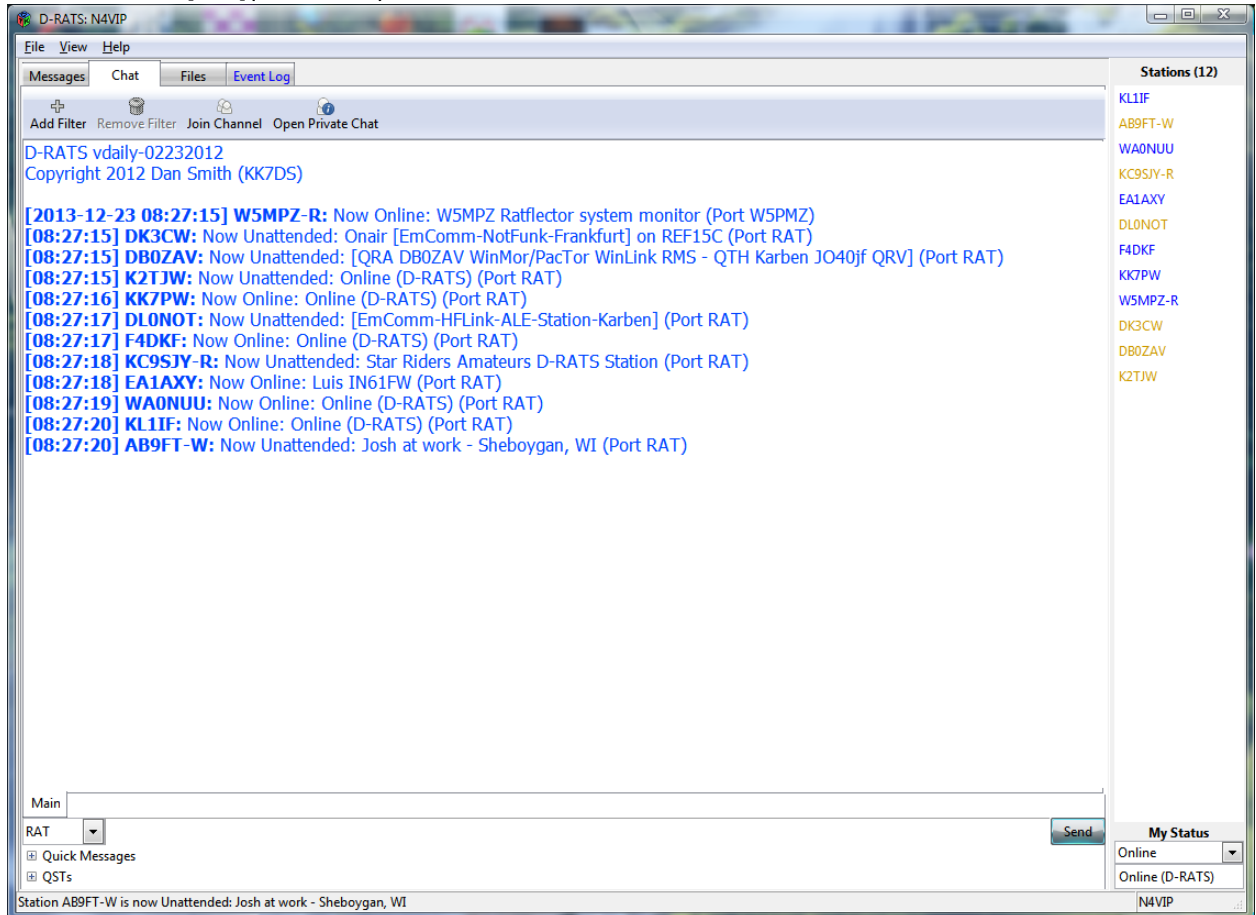 D-RATS: N4VIP
File View Help
Messages Chat Files Event Log
Add Filter Remove Filter Join Channel Open Private Chat
D-RATS vdaily-02232012
Copyright 2012 Dan Smith (KK7DS)
[2013-12-23 08:27:15] W5MPZ-R: Now Online: W5MPZ Ratflector system monitor (Port W5PMZ)
[08:27:15] DK3CW: Now Unattended: Onair [EmComm-NotFunk-Frankfurt] on REF15C (Port RAT)
[08:27:15] DB0ZAV: Now Unattended: [QRA DB0ZAV WinMor/PacTor WinLink RMS - QTH Karben JO40jf QRV] (Port RAT)
[08:27:15] K2TJW: Now Unattended: Online (D-RATS) (Port RAT)
[08:27:16] KK7PW: Now Online: Online (D-RATS) (Port RAT)
[08:27:17] DL0NOT: Now Unattended: [EmComm-HFLink-ALE-Station-Karben] (Port RAT)
[08:27:17] F4DKF: Now Online: Online (D-RATS) (Port RAT)
[08:27:18] KC9SJY-R: Now Unattended: Star Riders Amateurs D-RATS Station (Port RAT)
[08:27:18] EA1AXY: Now Online: Luis IN61FW (Port RAT)
[08:27:19] WA0NUU: Now Online: Online (D-RATS) (Port RAT)
[08:27:20] KL1IF: Now Online: Online (D-RATS) (Port RAT)
[08:27:20] AB9FT-W: Now Unattended: Josh at work - Sheboygan, WI (Port RAT)
Main
RAT
Send
Quick Messages
QSTs
Station AB9FT-W is now Unattended: Josh at work - Sheboygan, WI
Stations (12)
KL1IF
AB9FT-W
WA0NUU
KC9SJY-R
EA1AXY
DL0NOT
F4DKF
KK7PW
W5MPZ-R
DK3CW
DB0ZAV
K2TJW
My Status
Online
Online (D-RATS)
N4VIP